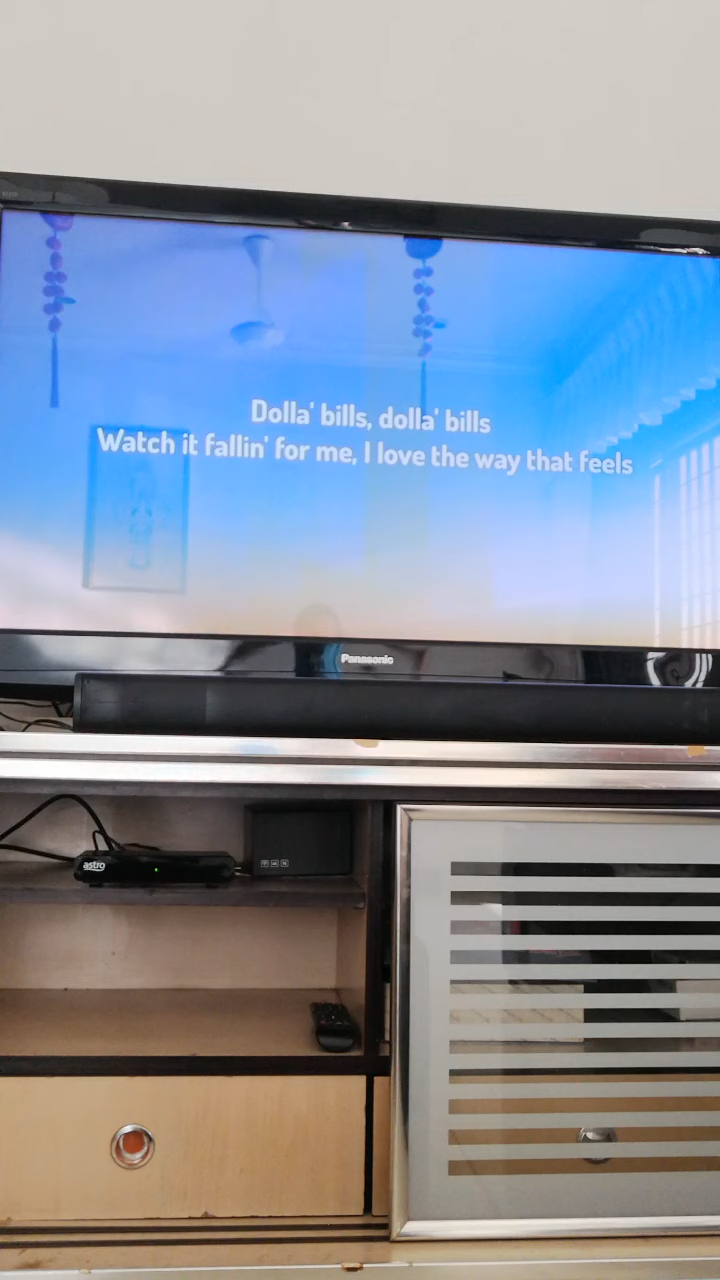 Dolla' bills, dolla' bills
Watch it fallin' for me, I love the way that feels
Panasonic
astro